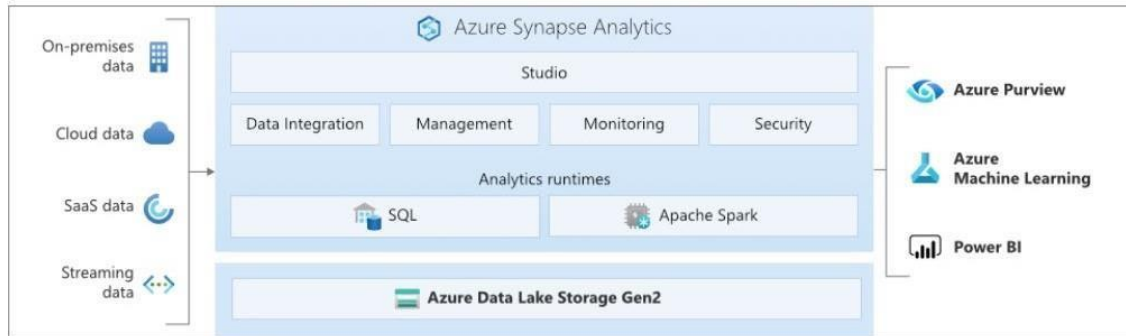 On-premises
data
Cloud data
SaaS data
Streaming
data
Azure Synapse Analytics
Studio
Data Integration
Management
Monitoring
Security
Analytics runtimes
SQL
Apache Spark
Azure Data Lake Storage Gen2
Azure Purview
Azure
Machine Learning
Power BI